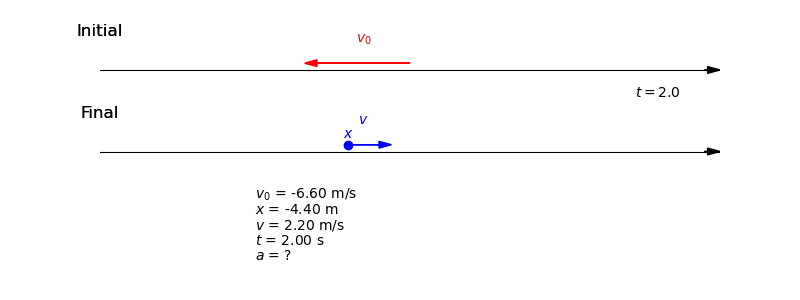 Initial
v₀
t = 2.0
Final
v
x
v₀ = -6.60 m/s
x = -4.40 m
v = 2.20 m/s
t = 2.00 s
a = ?